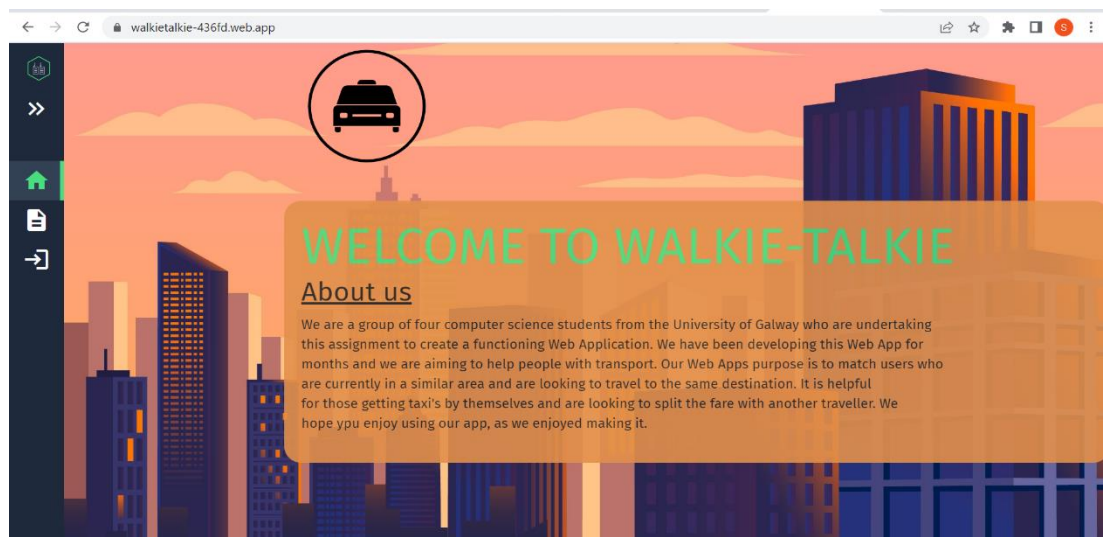 walkietalkie-436fd.web.app
S
WELCOME TO WALKIE-TALKIE
About us
We are a group of four computer science students from the University of Galway who are undertaking
this assignment to create a functioning Web Application. We have been developing this Web App for
months and we are aiming to help people with transport. Our Web Apps purpose is to match users who
are currently in a similar area and are looking to travel to the same destination. It is helpful
for those getting taxi's by themselves and are looking to split the fare with another traveller. We
hope ypu enjoy using our app, as we enjoyed making it.